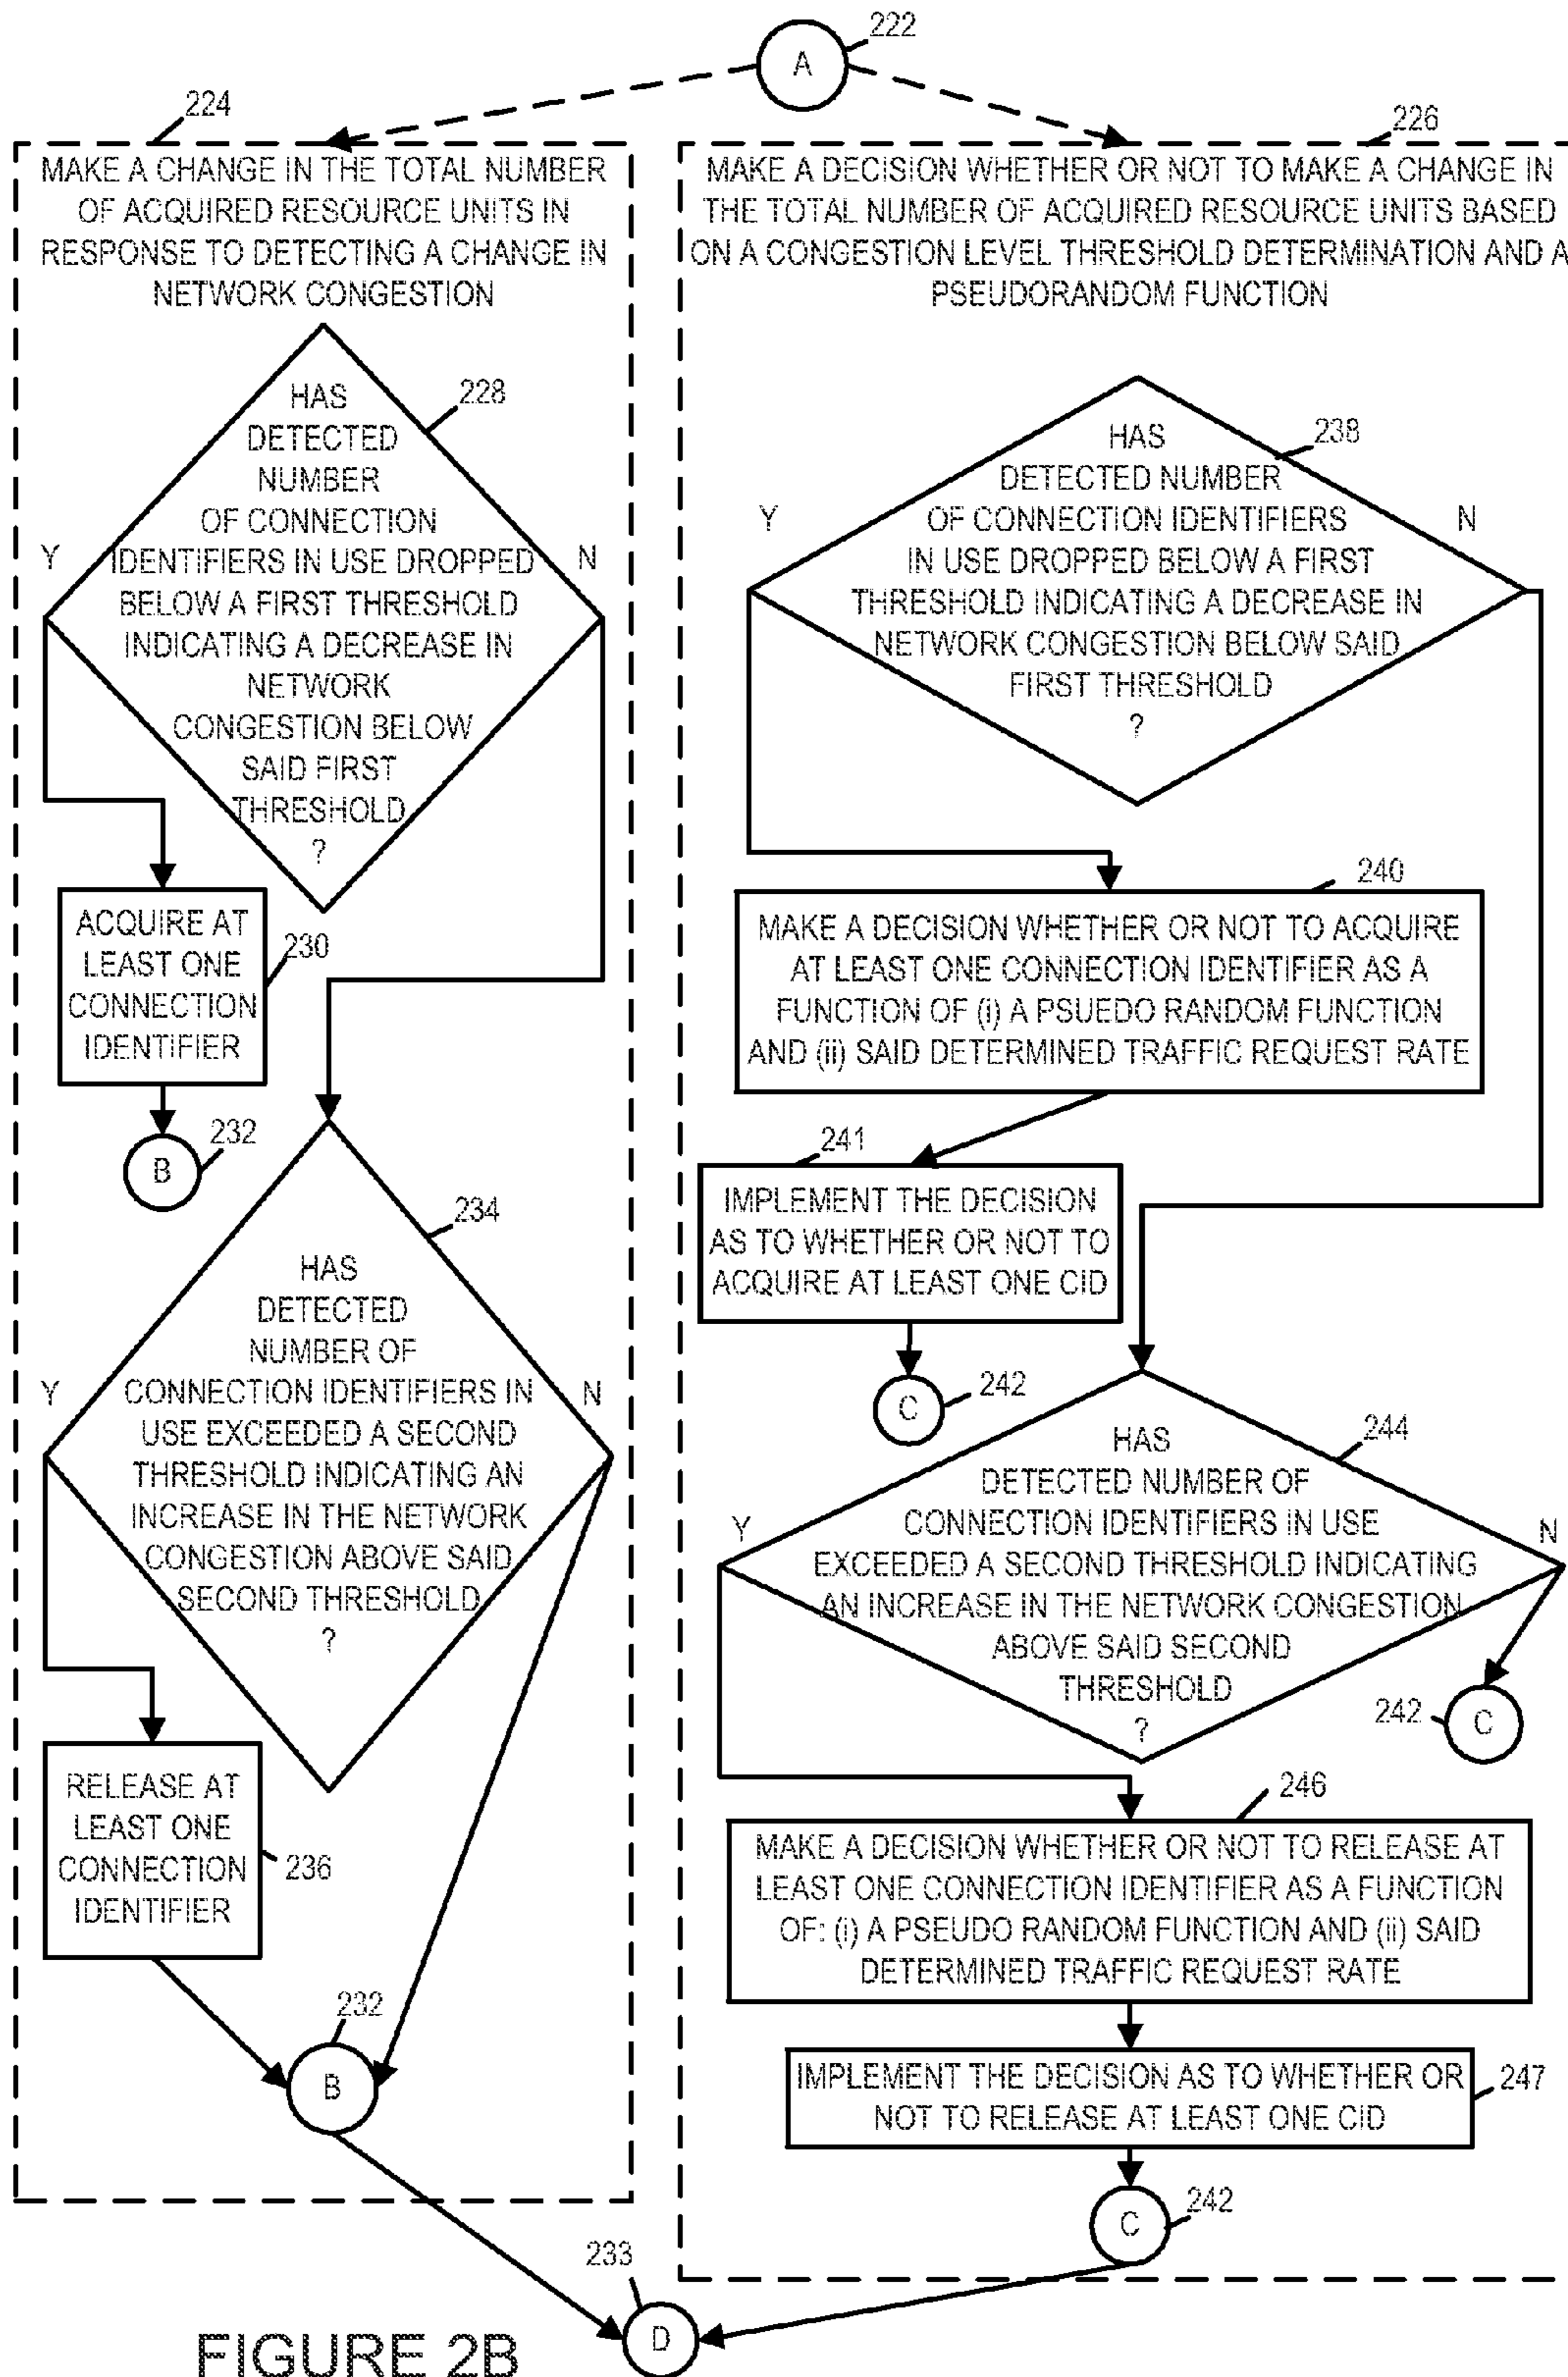 222
A
224
MAKE A CHANGE IN THE TOTAL NUMBER
OF ACQUIRED RESOURCE UNITS IN
RESPONSE TO DETECTING A CHANGE IN
NETWORK CONGESTION
228
HAS
DETECTED
NUMBER
OF CONNECTION
IDENTIFIERS IN USE DROPPED
BELOW A FIRST THRESHOLD
INDICATING A DECREASE IN
NETWORK
CONGESTION BELOW
SAID FIRST
THRESHOLD
?
Y
N
ACQUIRE AT
LEAST ONE
CONNECTION
IDENTIFIER
230
232
B
234
HAS
DETECTED
NUMBER OF
CONNECTION IDENTIFIERS IN
USE EXCEEDED A SECOND
THRESHOLD INDICATING AN
INCREASE IN THE NETWORK
CONGESTION ABOVE SAID
SECOND THRESHOLD
?
Y
N
RELEASE AT
LEAST ONE
CONNECTION
IDENTIFIER
236
232
B
226
MAKE A DECISION WHETHER OR NOT TO MAKE A CHANGE IN
THE TOTAL NUMBER OF ACQUIRED RESOURCE UNITS BASED
ON A CONGESTION LEVEL THRESHOLD DETERMINATION AND A
PSEUDORANDOM FUNCTION
238
HAS
DETECTED NUMBER
OF CONNECTION IDENTIFIERS
IN USE DROPPED BELOW A FIRST
THRESHOLD INDICATING A DECREASE IN
NETWORK CONGESTION BELOW SAID
FIRST THRESHOLD
?
Y
N
240
MAKE A DECISION WHETHER OR NOT TO ACQUIRE
AT LEAST ONE CONNECTION IDENTIFIER AS A
FUNCTION OF (i) A PSUEDO RANDOM FUNCTION
AND (ii) SAID DETERMINED TRAFFIC REQUEST RATE
241
IMPLEMENT THE DECISION
AS TO WHETHER OR NOT TO
ACQUIRE AT LEAST ONE CID
C
242
244
HAS
DETECTED NUMBER OF
CONNECTION IDENTIFIERS IN USE
EXCEEDED A SECOND THRESHOLD INDICATING
AN INCREASE IN THE NETWORK CONGESTION
ABOVE SAID SECOND
THRESHOLD
?
Y
N
242
C
246
MAKE A DECISION WHETHER OR NOT TO RELEASE AT
LEAST ONE CONNECTION IDENTIFIER AS A FUNCTION
OF: (i) A PSEUDO RANDOM FUNCTION AND (ii) SAID
DETERMINED TRAFFIC REQUEST RATE
IMPLEMENT THE DECISION AS TO WHETHER OR
NOT TO RELEASE AT LEAST ONE CID
247
C
242
233
D
FIGURE 2B